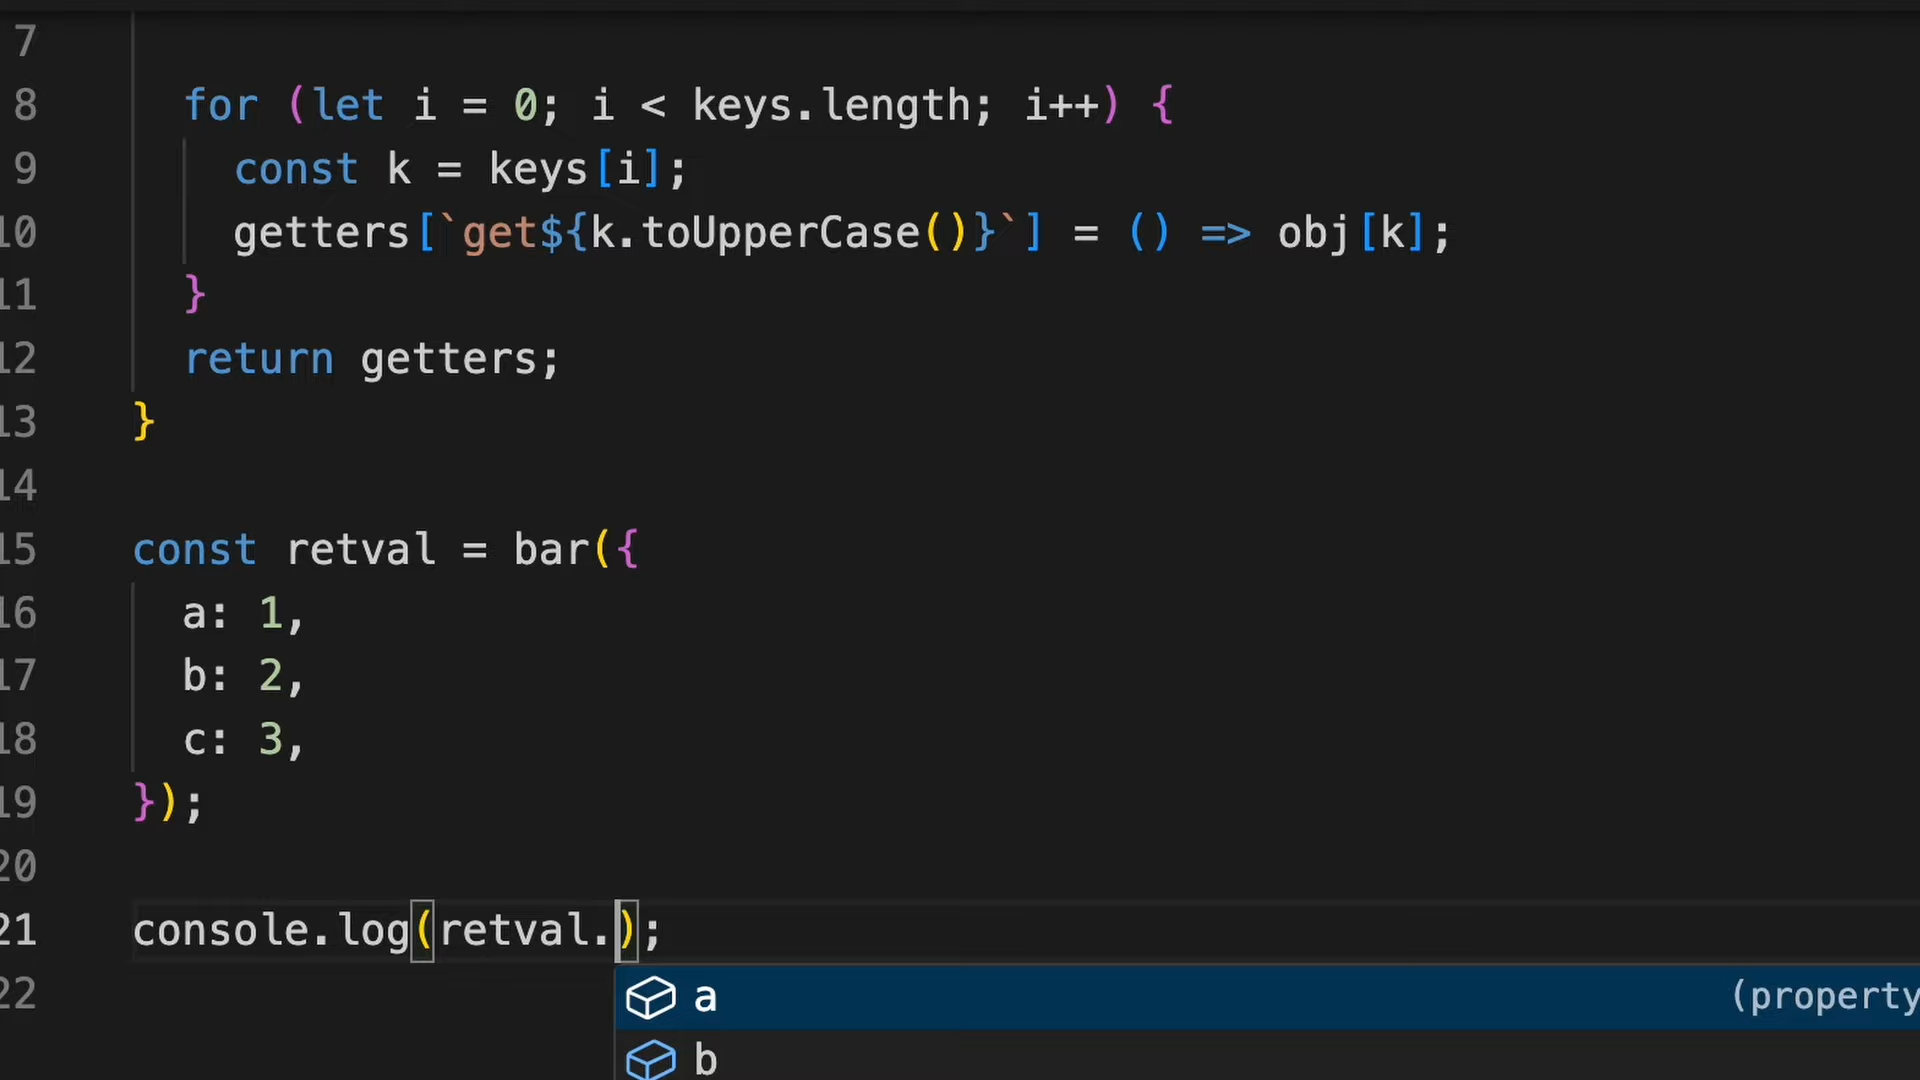 7
8 for (let i = 0; i < keys.length; i++) {
9 const k = keys[i];
10 getters[`get${k.toUpperCase()}`] = () => obj[k];
11 }
12 return getters;
13 }
14
15 const retval = bar({
16 a: 1,
17 b: 2,
18 c: 3,
19 });
20
21 console.log(retval.);
22
a (property
b